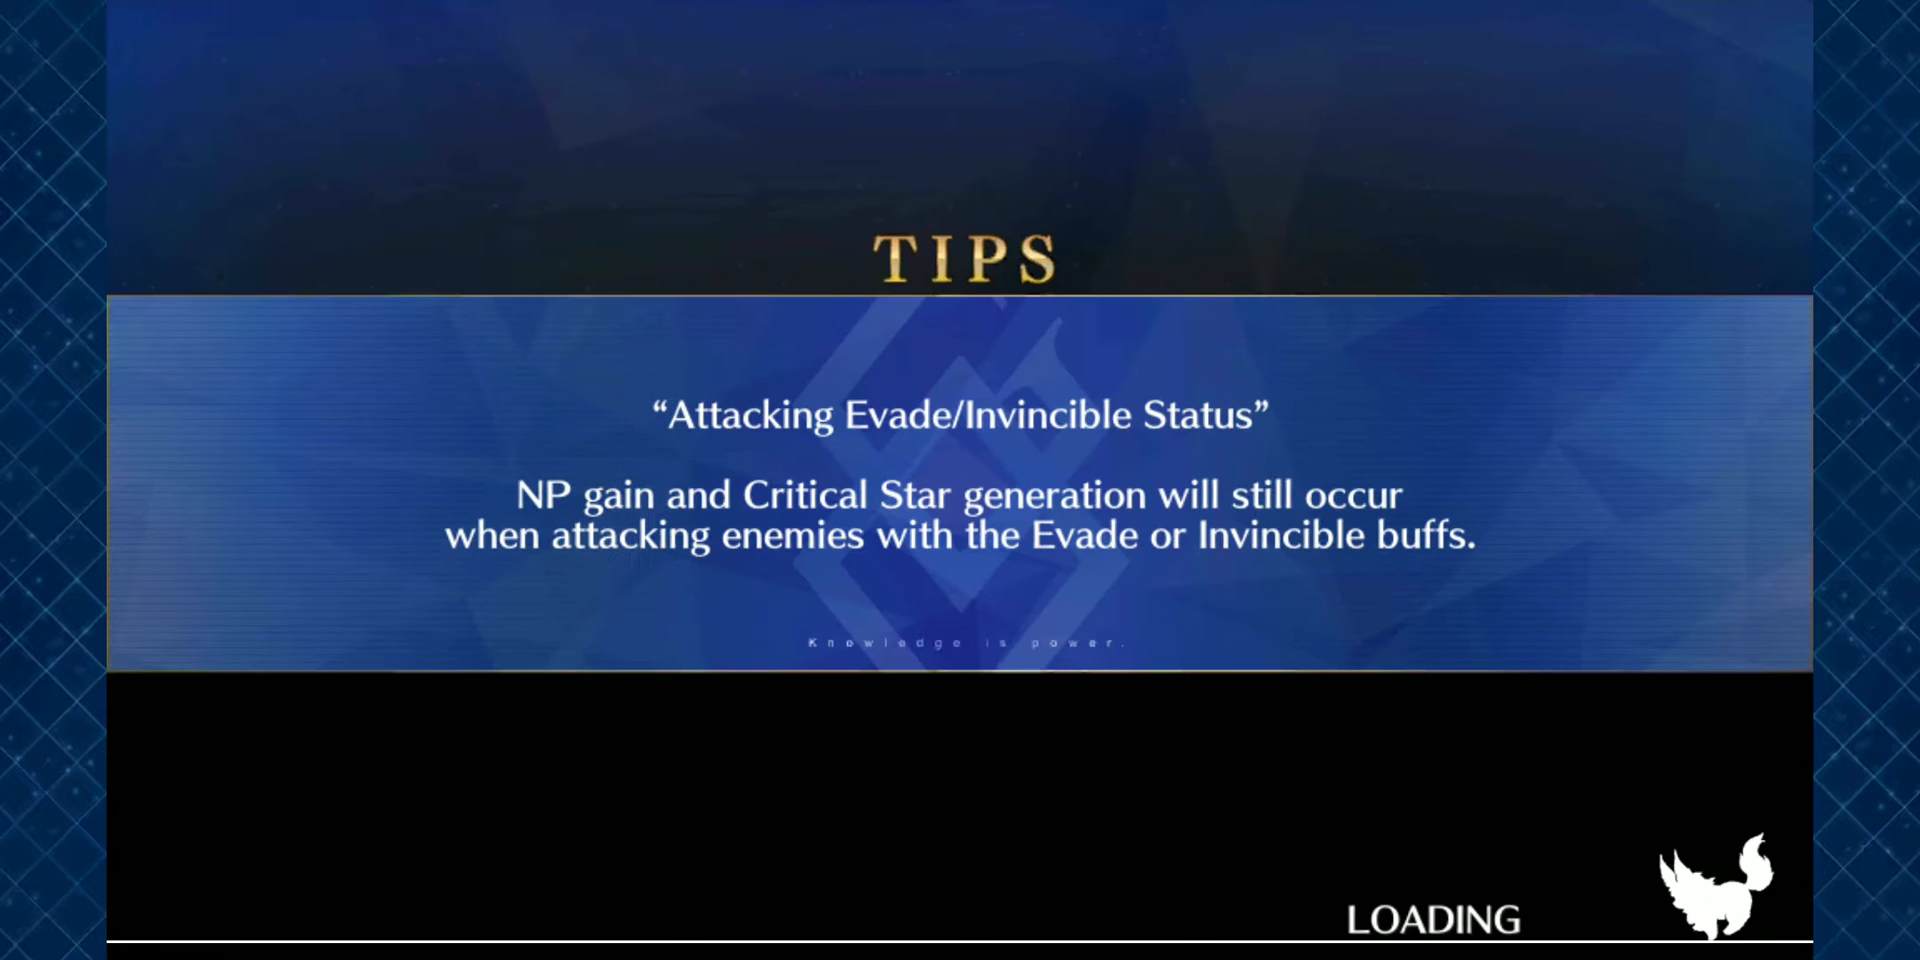 TIPS
“Attacking Evade/Invincible Status”
NP gain and Critical Star generation will still occur
when attacking enemies with the Evade or Invincible buffs.
Knowledge is power.
LOADING